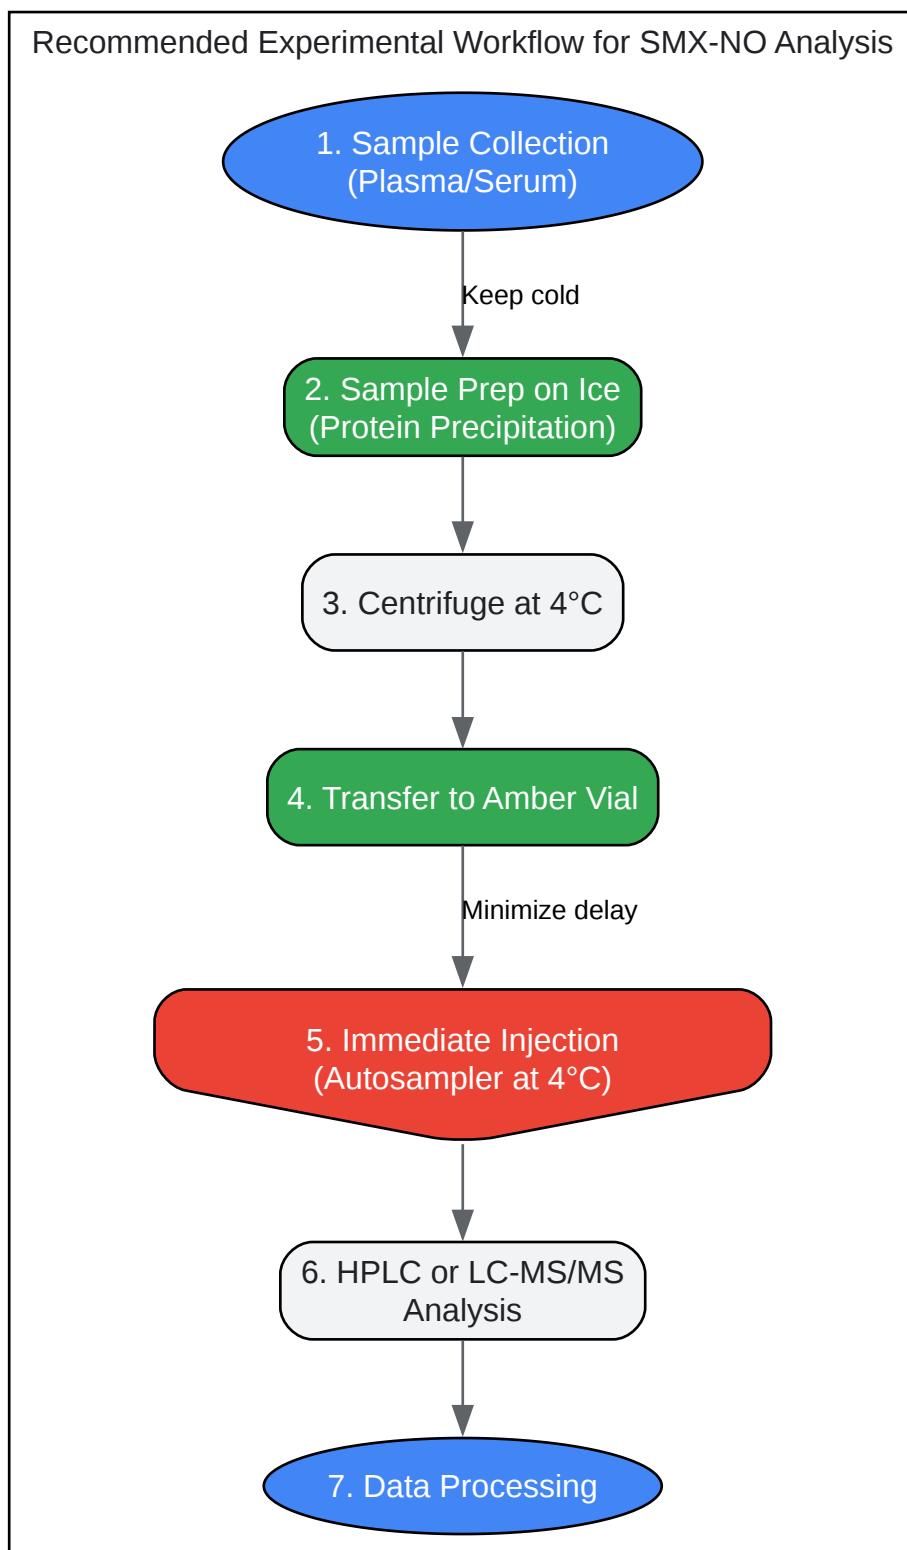 Recommended Experimental Workflow for SMX-NO Analysis
1. Sample Collection
(Plasma/Serum)
Keep cold
2. Sample Prep on Ice
(Protein Precipitation)
3. Centrifuge at 4°C
4. Transfer to Amber Vial
Minimize delay
5. Immediate Injection
(Autosampler at 4°C)
6. HPLC or LC-MS/MS
Analysis
7. Data Processing